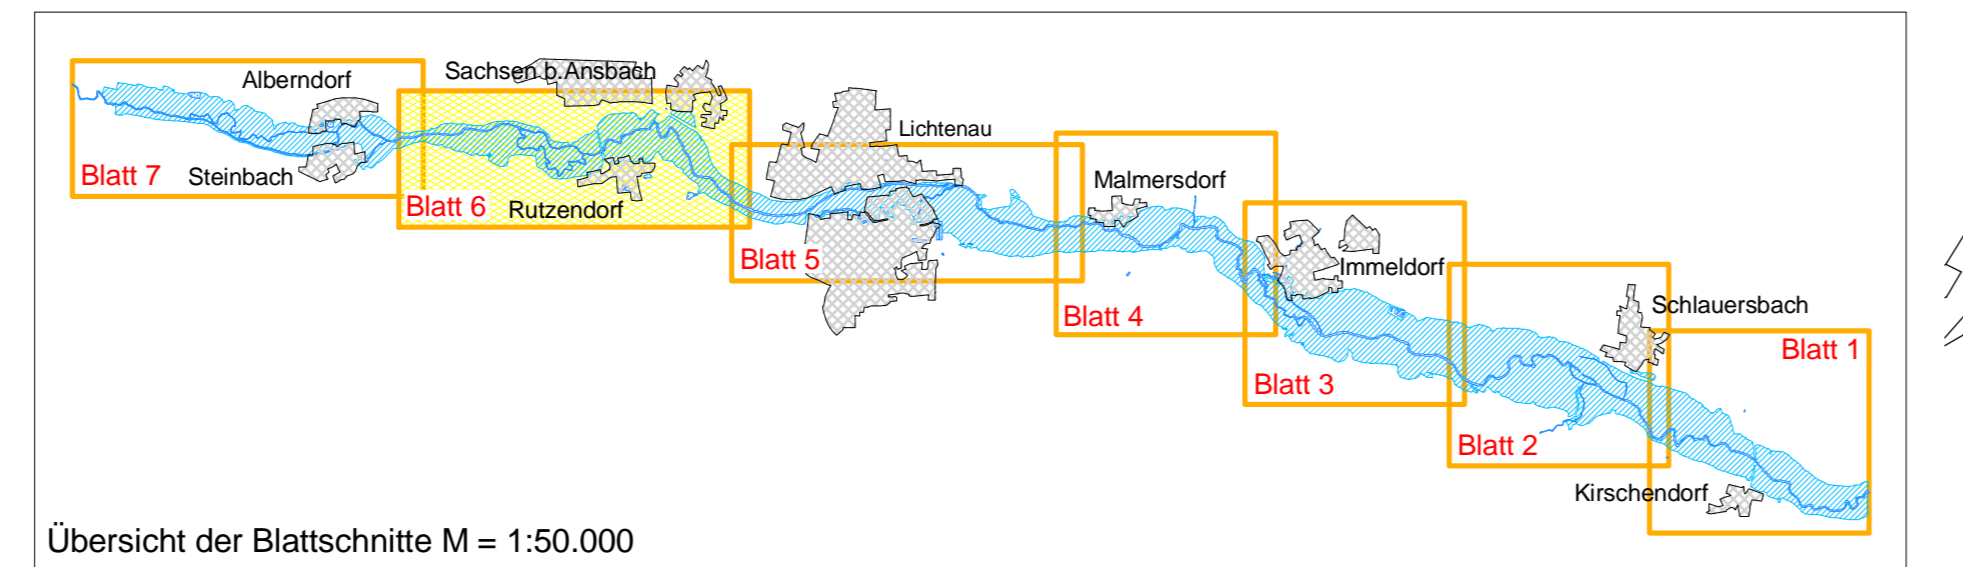 Alberndorf
Sachsen b.Ansbach
Lichtenau
Blatt 7
Steinbach
Blatt 6
Rutzendorf
Malmersdorf
Blatt 5
Immeldorf
Blatt 4
Schlauersbach
Blatt 1
Blatt 3
Blatt 2
Kirschendorf
Übersicht der Blattschnitte M = 1:50.000